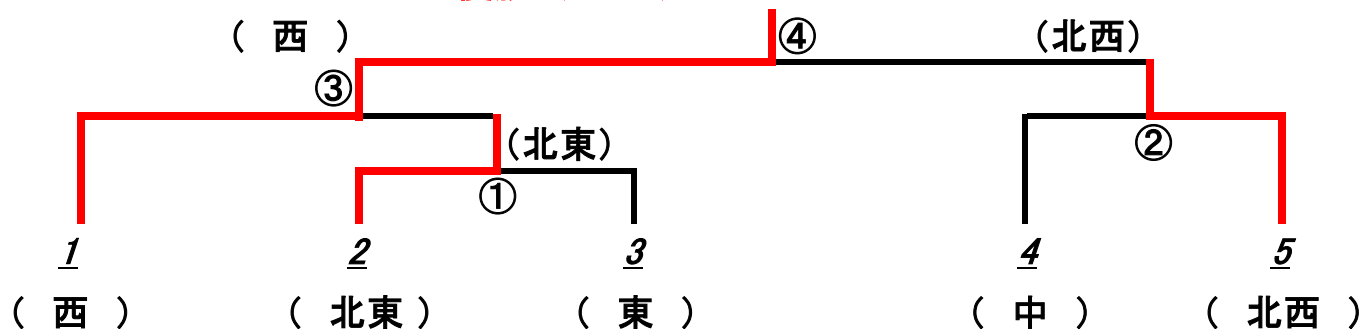 （ 西 ） ④ （北西）
③
（北東） ②
①
1 2 3 4 5
（ 西 ） （ 北東 ） （ 東 ） （ 中 ） （ 北西 ）